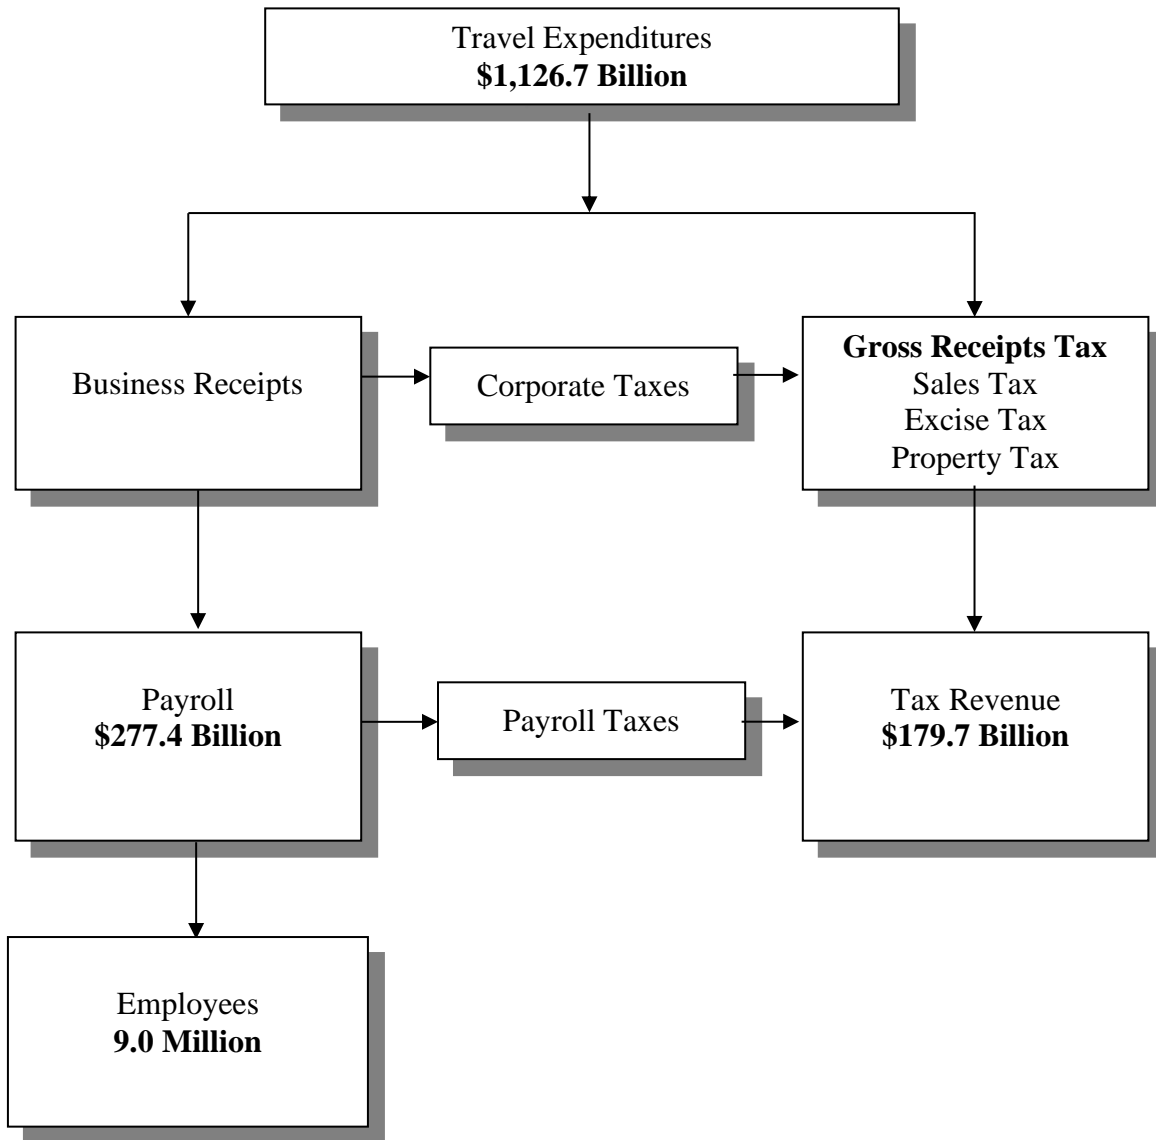 Travel Expenditures
$1,126.7 Billion
Business Receipts
Corporate Taxes
Gross Receipts Tax
Sales Tax
Excise Tax
Property Tax
Payroll
$277.4 Billion
Payroll Taxes
Tax Revenue
$179.7 Billion
Employees
9.0 Million